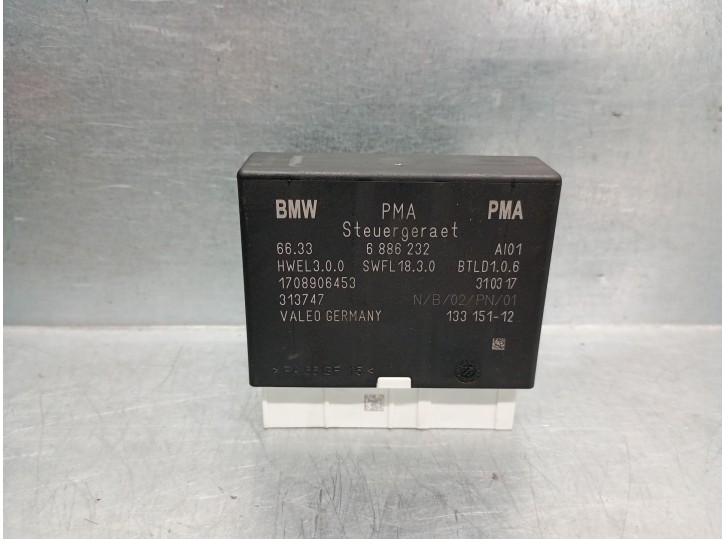 BMW PMA PMA
Steuergeraet
66.33 6 886 232 AI01
HWEL3.0.0 SWFL18.3.0 BTLD1.0.6
1708906453 310317
313747 N/B/02/PN/01
VALEO GERMANY 133 151-12